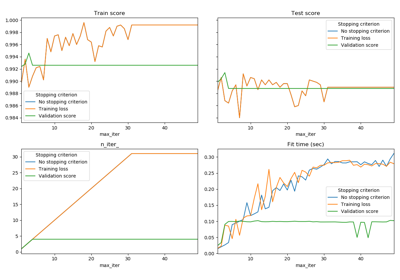 Train score
Test score
1.000
0.998
0.996
0.994
0.992
0.990
0.988
0.986
0.984
Stopping criterion
No stopping criterion
Training loss
Validation score
Stopping criterion
No stopping criterion
Training loss
Validation score
10 20 30 40
max_iter
10 20 30 40
max_iter
n_iter_
Fit time (sec)
30
25
20
15
10
5
0
Stopping criterion
No stopping criterion
Training loss
Validation score
0.30
0.25
0.20
0.15
0.10
0.05
0.00
Stopping criterion
No stopping criterion
Training loss
Validation score
10 20 30 40
max_iter
10 20 30 40
max_iter